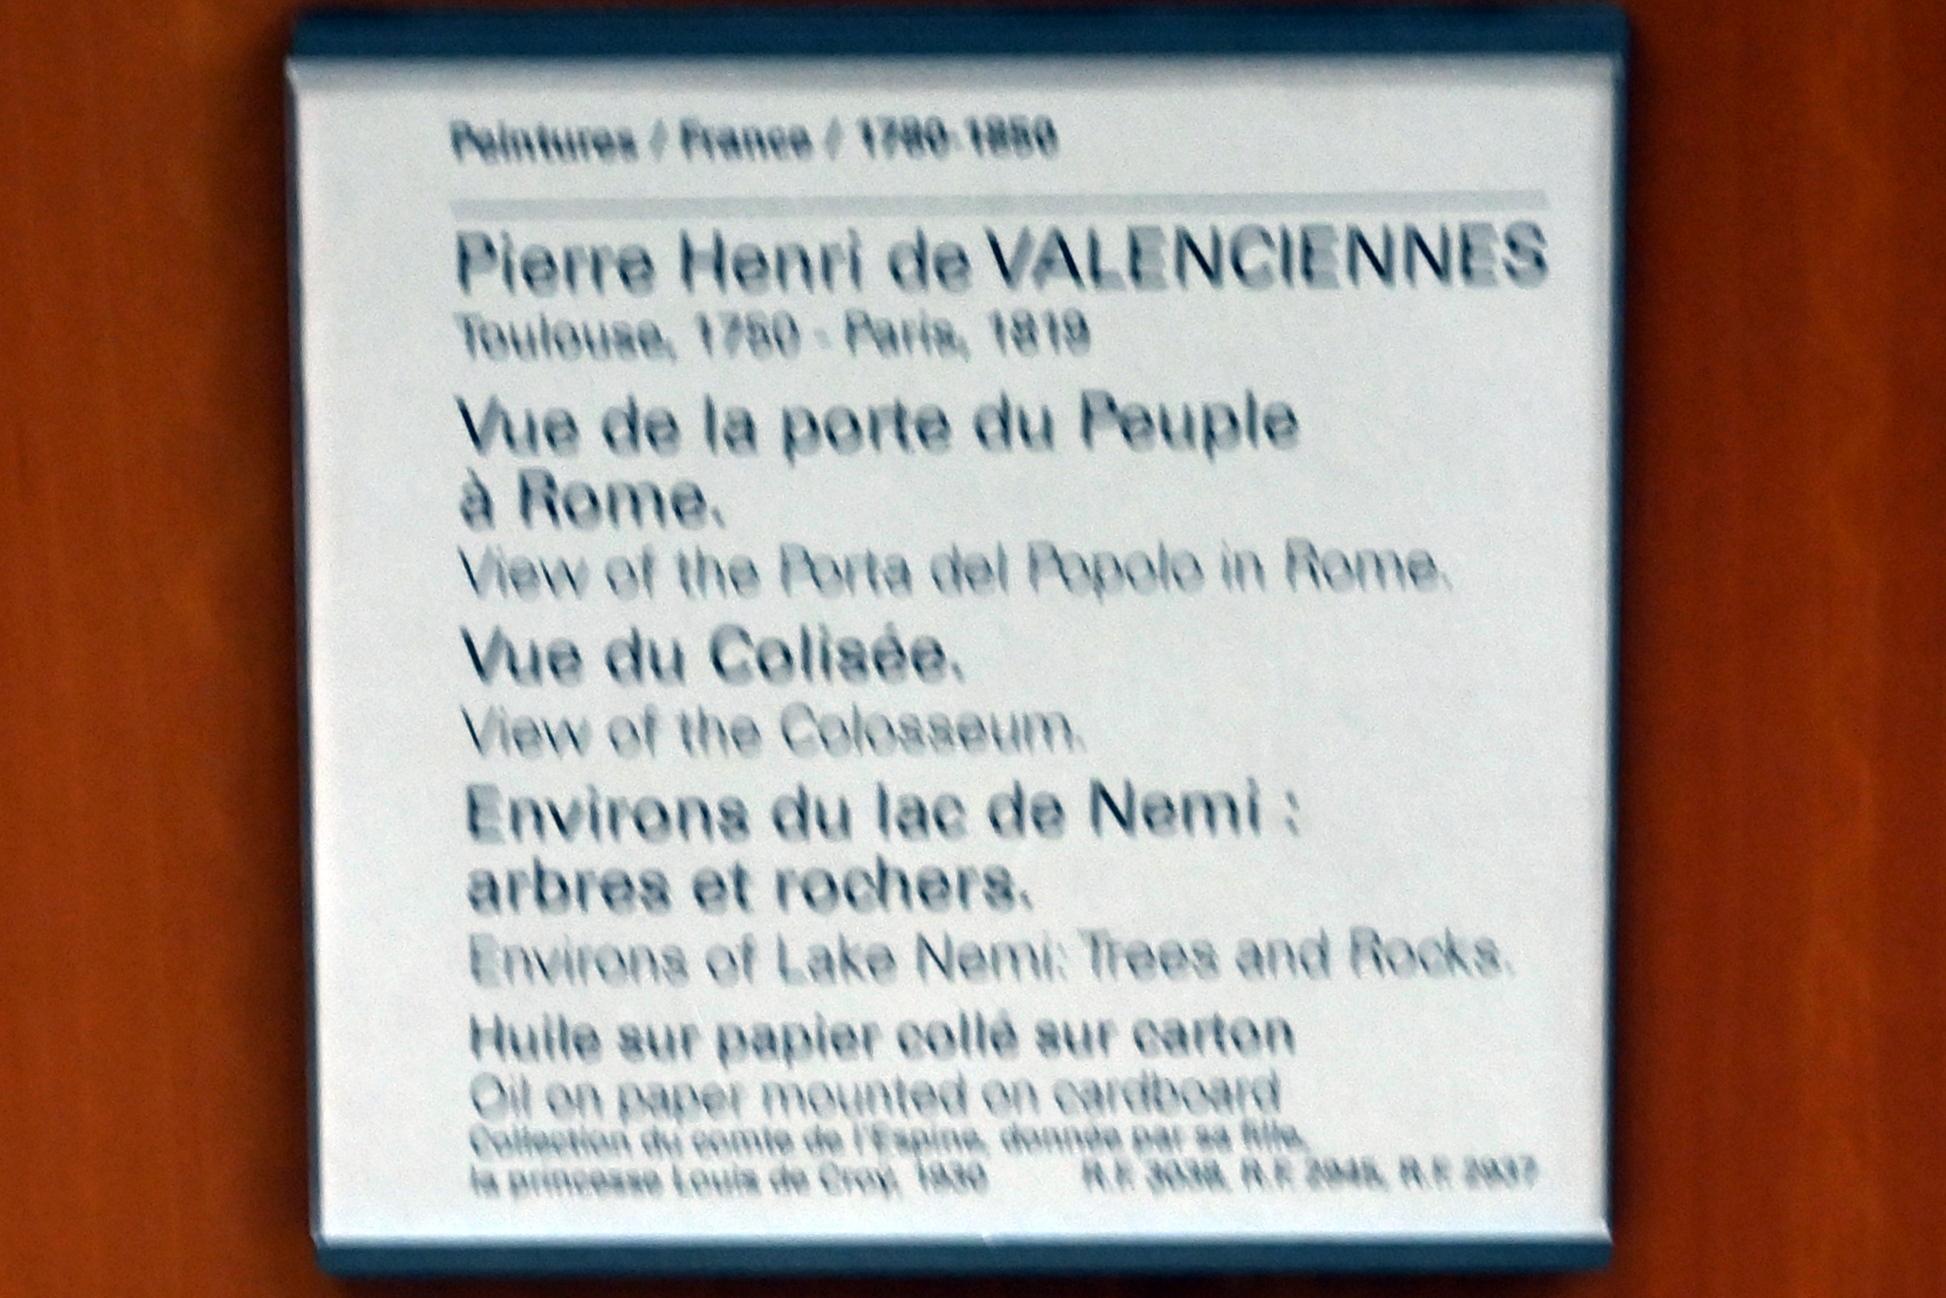 Peintures / France / 1780-1850
Pierre Henri de VALENCIENNES
Toulouse, 1750 - Paris, 1819
Vue de la porte du Peuple
à Rome.
View of the Porta del Popolo in Rome.
Vue du Colisée.
View of the Colosseum.
Environs du lac de Nemi :
arbres et rochers.
Environs of Lake Nemi: Trees and Rocks.
Huile sur papier collé sur carton
Oil on paper mounted on cardboard
Collection du comte de l'Espine, donnée par sa fille,
la princesse Louis de Croÿ, 1930 R.F. R.F. R.F. 2937